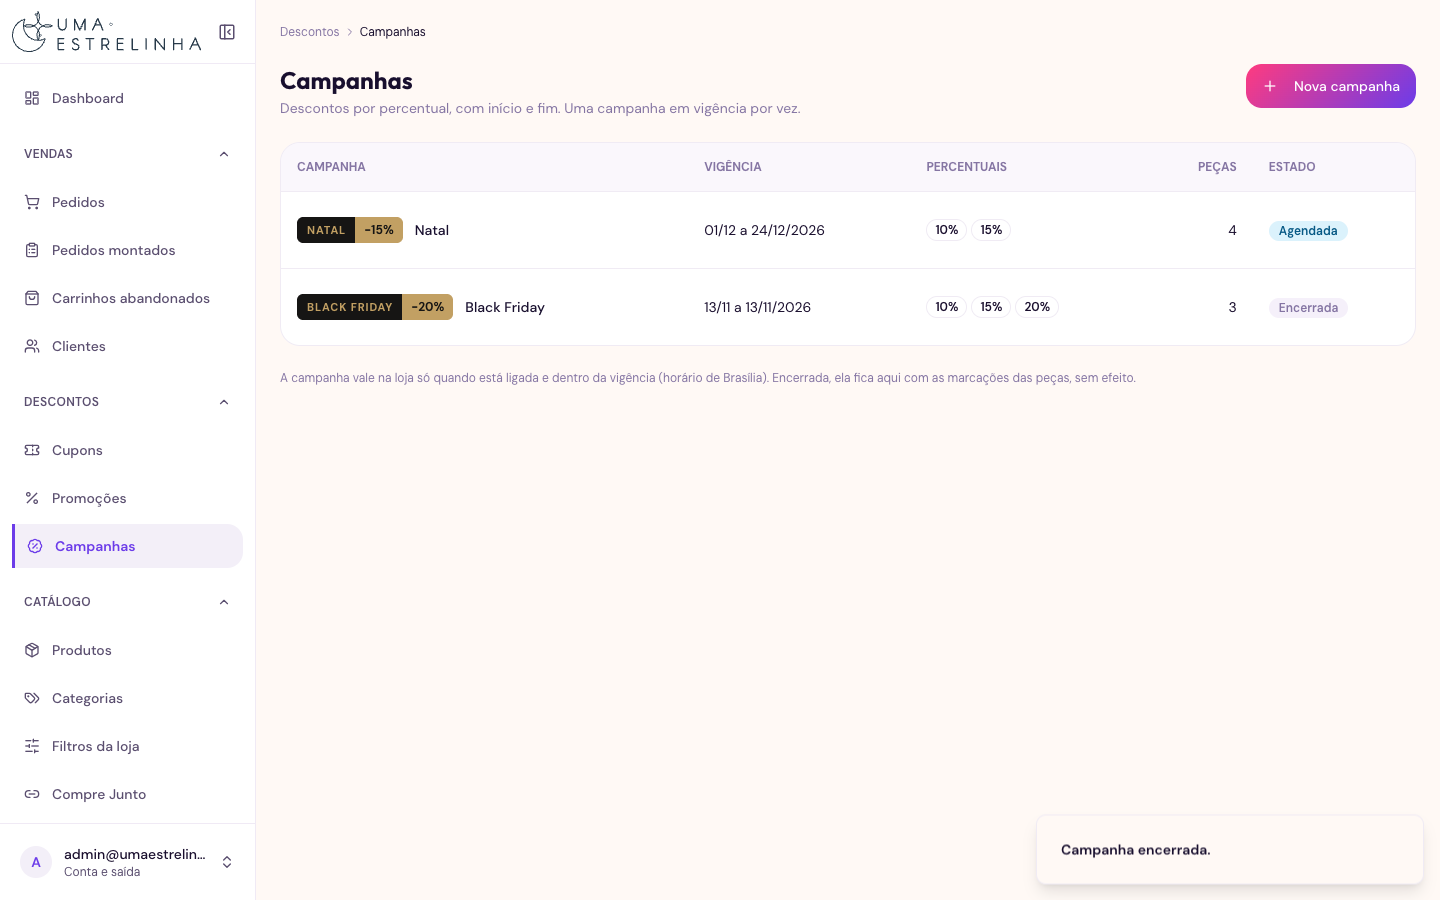 UMA
ESTRELINHA
Dashboard
VENDAS
Pedidos
Pedidos montados
Carrinhos abandonados
Clientes
DESCONTOS
Cupons
Promoções
Campanhas
CATÁLOGO
Produtos
Categorias
Filtros da loja
Compre Junto
A
admin@umaestrelin…
Conta e saída
Descontos > Campanhas
Campanhas
Descontos por percentual, com início e fim. Uma campanha em vigência por vez.
+ Nova campanha
CAMPANHA VIGÊNCIA PERCENTUAIS PEÇAS ESTADO
NATAL -15% Natal 01/12 a 24/12/2026 10% 15% 4 Agendada
BLACK FRIDAY -20% Black Friday 13/11 a 13/11/2026 10% 15% 20% 3 Encerrada
A campanha vale na loja só quando está ligada e dentro da vigência (horário de Brasília). Encerrada, ela fica aqui com as marcações das peças, sem efeito.
Campanha encerrada.